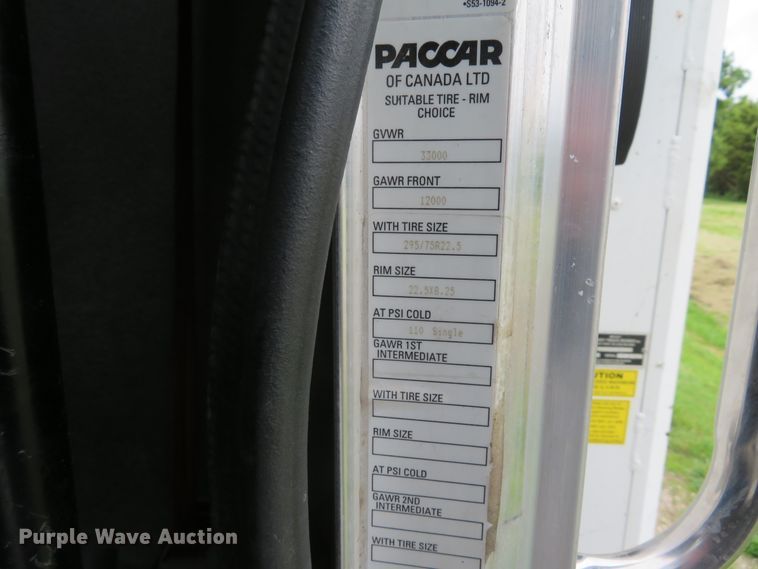 •S53-1094-2
PACCAR
OF CANADA LTD
SUITABLE TIRE - RIM
CHOICE
GVWR
33000
GAWR FRONT
12000
WITH TIRE SIZE
295/75R22.5
RIM SIZE
22.5X8.25
AT PSI COLD
110 Single
GAWR 1ST
INTERMEDIATE
WITH TIRE SIZE
RIM SIZE
AT PSI COLD
GAWR 2ND
INTERMEDIATE
WITH TIRE SIZE
CAUTION
Purple Wave Auction